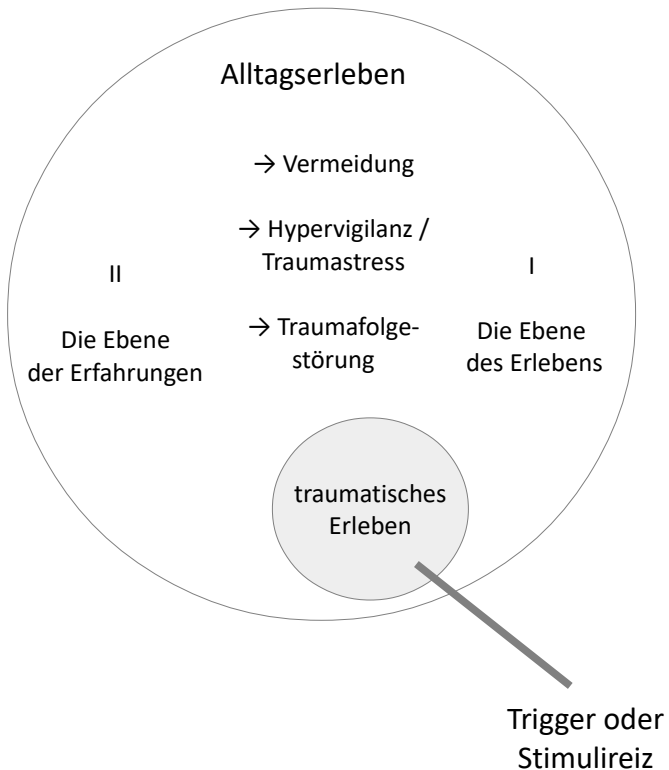 Alltagserleben
→ Vermeidung
→ Hypervigilanz /
Traumastress
→ Traumafolge-
störung
II
Die Ebene
der Erfahrungen
I
Die Ebene
des Erlebens
traumatisches
Erleben
Trigger oder
Stimulireiz